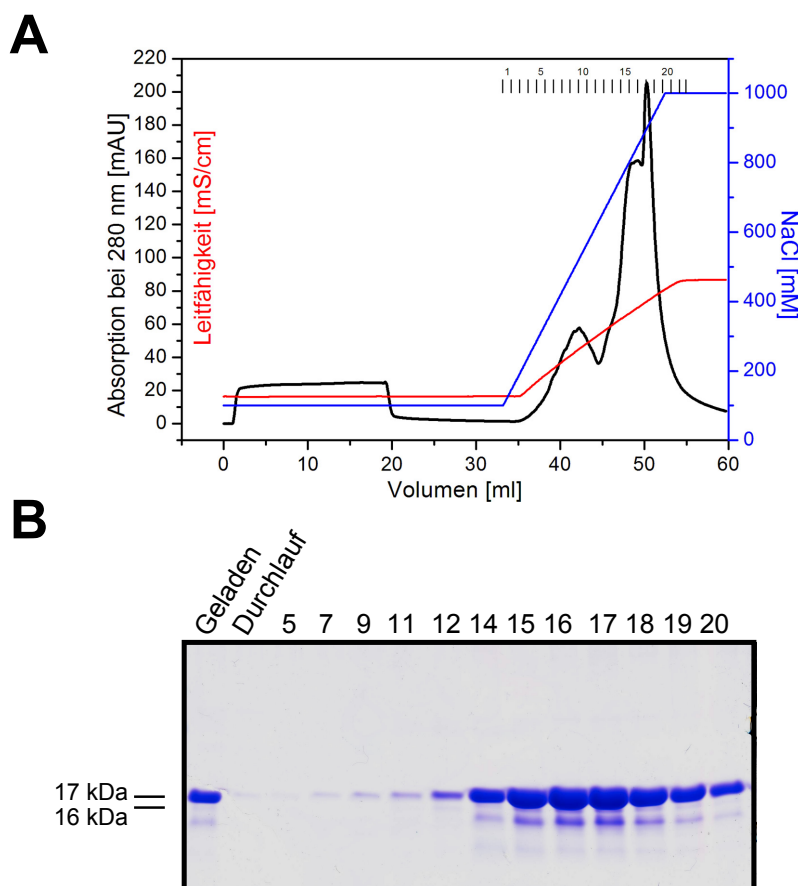 A
220
200
180
160
140
120
100
80
60
40
20
0
Absorption bei 280 nm [mAU]
Leitfähigkeit [mS/cm]
1 5 10 15 20
1000
800
600
400
200
0
NaCl [mM]
0 10 20 30 40 50 60
Volumen [ml]
B
Geladen Durchlauf 5 7 9 11 12 14 15 16 17 18 19 20
17 kDa
16 kDa